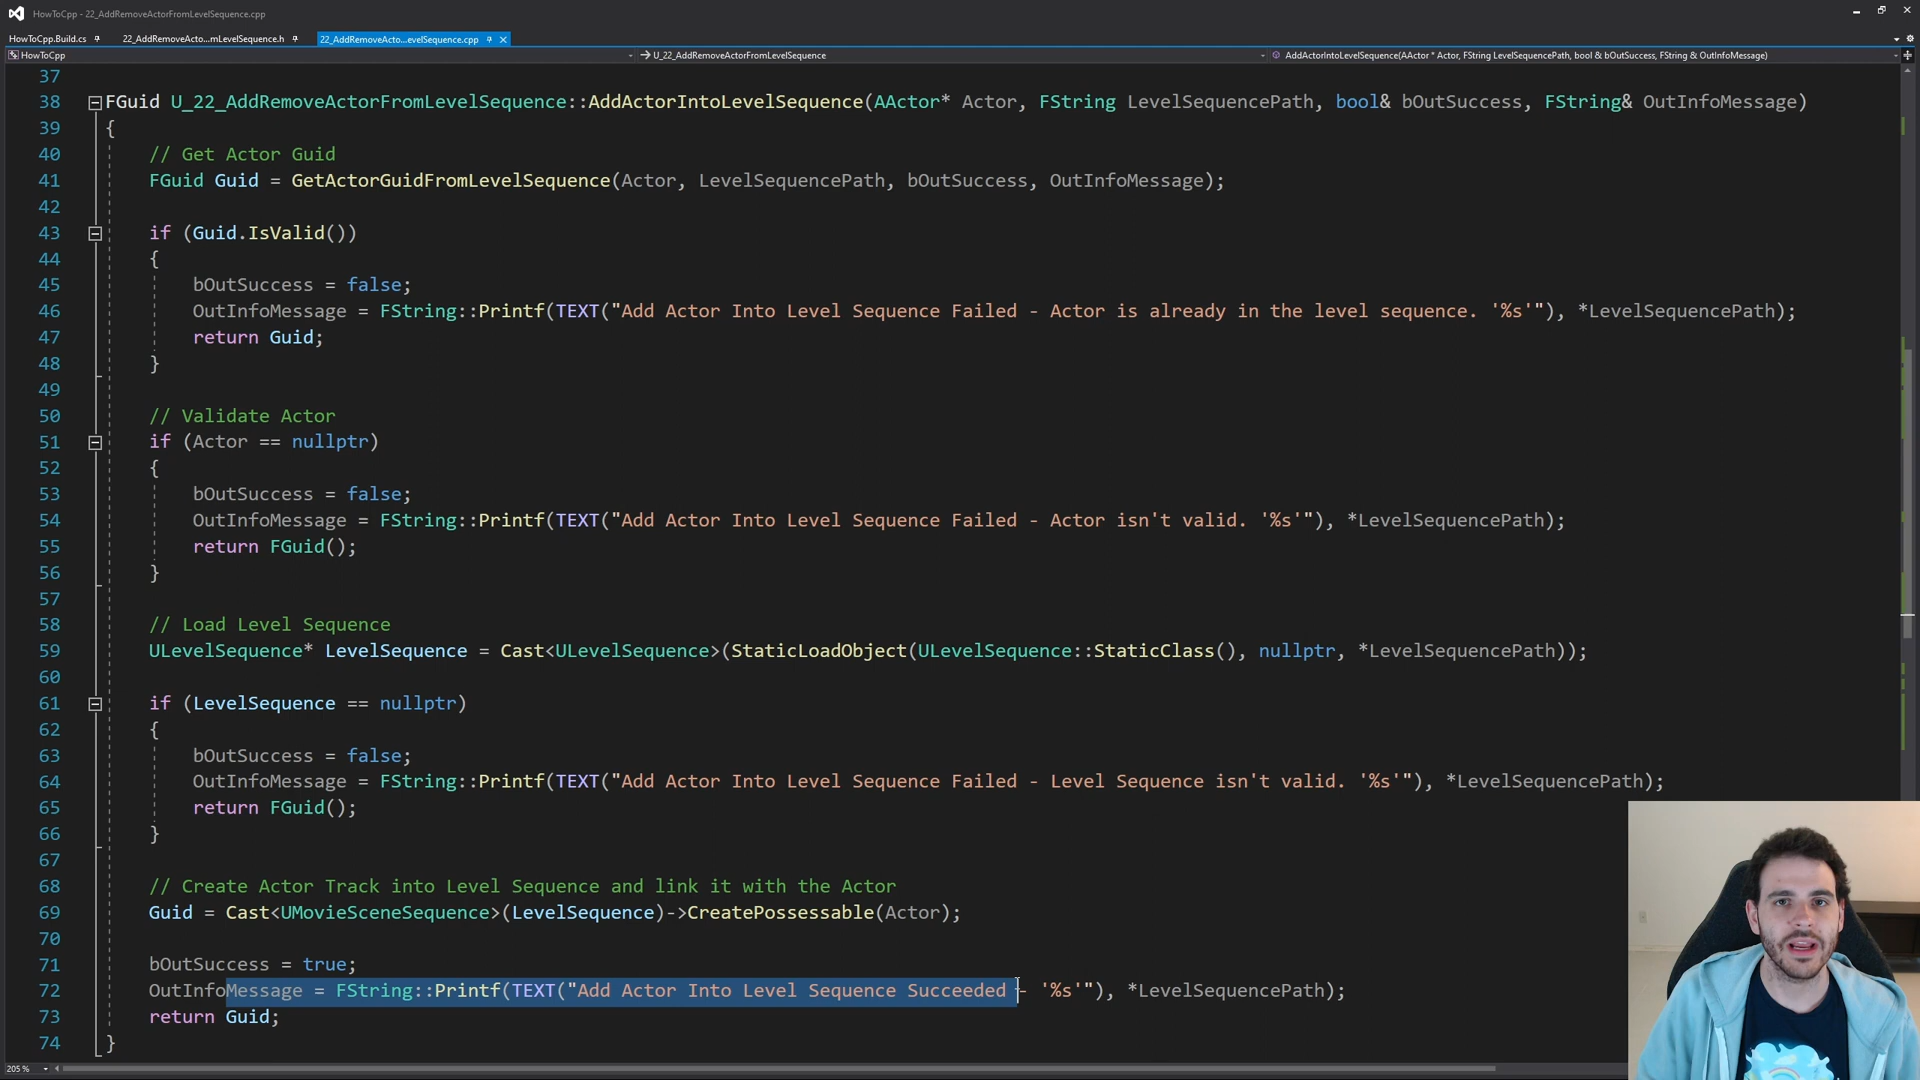 HowToCpp - 22_AddRemoveActorFromLevelSequence.cpp
HowToCpp.Build.cs 22_AddRemoveActo...mLevelSequence.h 22_AddRemoveActo...evelSequence.cpp
HowToCpp U_22_AddRemoveActorFromLevelSequence AddActorIntoLevelSequence(AActor * Actor, FString LevelSequencePath, bool & bOutSuccess, FString & OutInfoMessage)
37
38 FGuid U_22_AddRemoveActorFromLevelSequence::AddActorIntoLevelSequence(AActor* Actor, FString LevelSequencePath, bool& bOutSuccess, FString& OutInfoMessage)
39 {
40 // Get Actor Guid
41 FGuid Guid = GetActorGuidFromLevelSequence(Actor, LevelSequencePath, bOutSuccess, OutInfoMessage);
42
43 if (Guid.IsValid())
44 {
45 bOutSuccess = false;
46 OutInfoMessage = FString::Printf(TEXT("Add Actor Into Level Sequence Failed - Actor is already in the level sequence. '%s'"), *LevelSequencePath);
47 return Guid;
48 }
49
50 // Validate Actor
51 if (Actor == nullptr)
52 {
53 bOutSuccess = false;
54 OutInfoMessage = FString::Printf(TEXT("Add Actor Into Level Sequence Failed - Actor isn't valid. '%s'"), *LevelSequencePath);
55 return FGuid();
56 }
57
58 // Load Level Sequence
59 ULevelSequence* LevelSequence = Cast<ULevelSequence>(StaticLoadObject(ULevelSequence::StaticClass(), nullptr, *LevelSequencePath));
60
61 if (LevelSequence == nullptr)
62 {
63 bOutSuccess = false;
64 OutInfoMessage = FString::Printf(TEXT("Add Actor Into Level Sequence Failed - Level Sequence isn't valid. '%s'"), *LevelSequencePath);
65 return FGuid();
66 }
67
68 // Create Actor Track into Level Sequence and link it with the Actor
69 Guid = Cast<UMovieSceneSequence>(LevelSequence)->CreatePossessable(Actor);
70
71 bOutSuccess = true;
72 OutInfoMessage = FString::Printf(TEXT("Add Actor Into Level Sequence Succeeded - '%s'"), *LevelSequencePath);
73 return Guid;
74 }
205 %